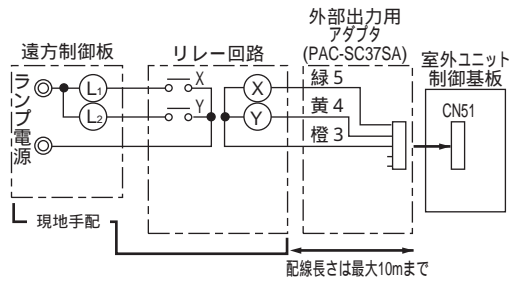 外部出力用
アダプタ
(PAC-SC37SA)
遠方制御板
リレー回路
室外ユニット
制御基板
ランプ電源
L1
L2
X
Y
X
Y
緑 5
黄 4
橙 3
CN51
現地手配
配線長さは最大10mまで